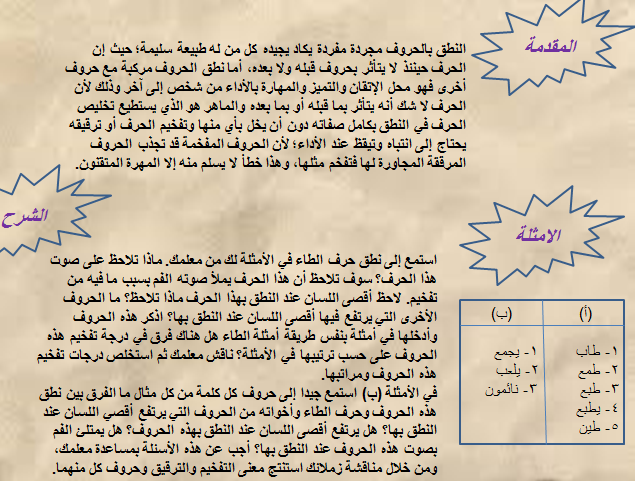 المقدمة
النطق بالحروف مجردة مفردة يكاد يجيده كل من له طبيعة سليمة؛ حيث إن
الحرف حينئذ لا يتأثر بحروف قبله ولا بعده، أما نطق الحروف مركبة مع حروف
أخرى فهو محل الإتقان والتميز والمهارة بالأداء من شخص إلى آخر وذلك لأن
الحرف لا شك أنه يتأثر بما قبله أو بما بعده والماهر هو الذي يستطيع تخليص
الحرف في النطق بكامل صفاته دون أن يخل بأي منها وتفخيم الحرف أو ترقيقه
يحتاج إلى انتباه وتيقظ عند الأداء؛ لأن الحروف المفخمة قد تجذب الحروف
المرققة المجاورة لها فتفخم مثلها، وهذا خطأ لا يسلم منه إلا المهرة المتقنون.
الشرح
استمع إلى نطق حرف الطاء في الأمثلة لك من معلمك. ماذا تلاحظ على صوت
هذا الحرف؟ سوف تلاحظ أن هذا الحرف يملأ صوته الفم بسبب ما فيه من
تفخيم. لاحظ أقصى اللسان عند النطق بهذا الحرف ماذا تلاحظ؟ ما الحروف
الأخرى التي يرتفع فيها أقصى اللسان عند النطق بها؟ اذكر هذه الحروف
وأدخلها في أمثلة بنفس طريقة أمثلة الطاء هل هناك فرق في درجة تفخيم هذه
الحروف على حسب ترتيبها في الأمثلة؟ ناقش معلمك ثم استخلص درجات تفخيم
هذه الحروف ومراتبها.
في الأمثلة (ب) استمع جيدا إلى حروف كل كلمة من كل مثال ما الفرق بين نطق
هذه الحروف وحرف الطاء وأخواته من الحروف التي يرتفع أقصي اللسان عند
النطق بها؟ هل يرتفع أقصى اللسان عند النطق بهذه الحروف؟ هل يمتلئ الفم
بصوت هذه الحروف عند النطق بها؟ أجب عن هذه الأسئلة بمساعدة معلمك،
ومن خلال مناقشة زملائك استنتج معنى التفخيم والترقيق وحروف كل منهما.
الامثلة
(أ) (ب)
١- طاب ١- يجمع
٢- طمع ٢- يلعب
٣- طبع ٣- نائمون
٤- يطبع
٥- طين